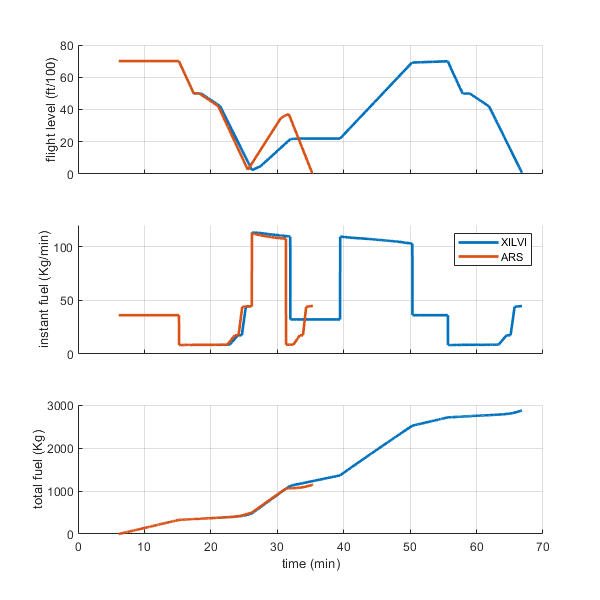 80
60
40
20
0
flight level (ft/100)
100
50
0
instant fuel (Kg/min)
XILVI
ARS
3000
2000
1000
0
total fuel (Kg)
0 10 20 30 40 50 60 70
time (min)